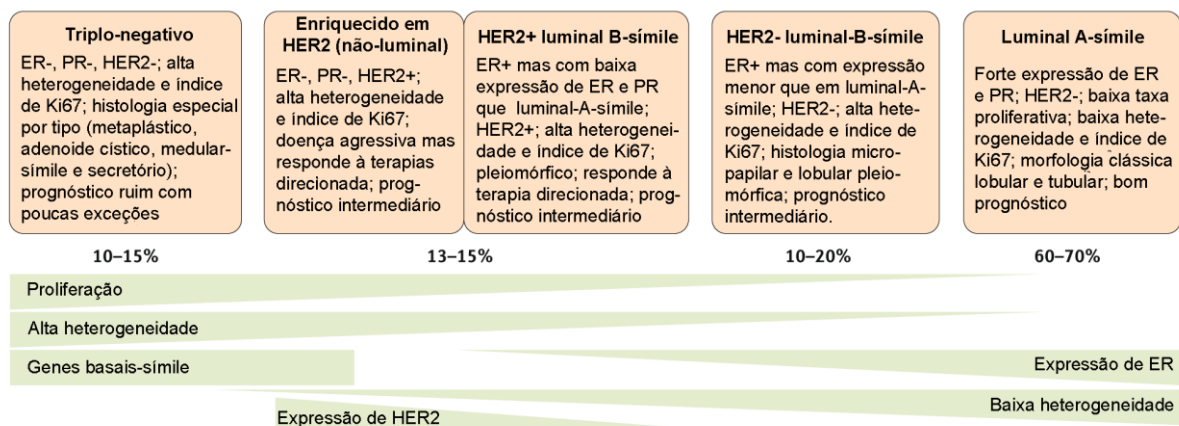 Triplo-negativo
ER-, PR-, HER2-; alta
heterogeneidade e índice
de Ki67; histologia especial
por tipo (metaplástico,
adenoide cístico, medular-
símile e secretório);
prognóstico ruim com
poucas exceções
Enriquecido em
HER2 (não-luminal)
ER-, PR-, HER2+;
alta heterogeneidade
e índice de Ki67;
doença agressiva mas
responde à terapias
direcionada; prog-
nóstico intermediário
HER2+ luminal B-símile
ER+ mas com baixa
expressão de ER e PR
que luminal-A-símile;
HER2+; alta heterogenei-
dade e índice de Ki67;
pleiomórfico; responde à
terapia direcionada; prog-
nóstico intermediário
HER2- luminal-B-símile
ER+ mas com expressão
menor que em luminal-A-
símile; HER2-; alta hete-
rogeneidade e índice de
Ki67; histologia micro-
papilar e lobular pleio-
mórfica; prognóstico
intermediário.
Luminal A-símile
Forte expressão de ER
e PR; HER2-; baixa taxa
proliferativa; baixa hete-
rogeneidade e índice de
Ki67; morfologia clássica
lobular e tubular; bom
prognóstico
10–15%
13–15%
10–20%
60–70%
Proliferação
Alta heterogeneidade
Genes basais-símile
Expressão de ER
Baixa heterogeneidade
Expressão de HER2